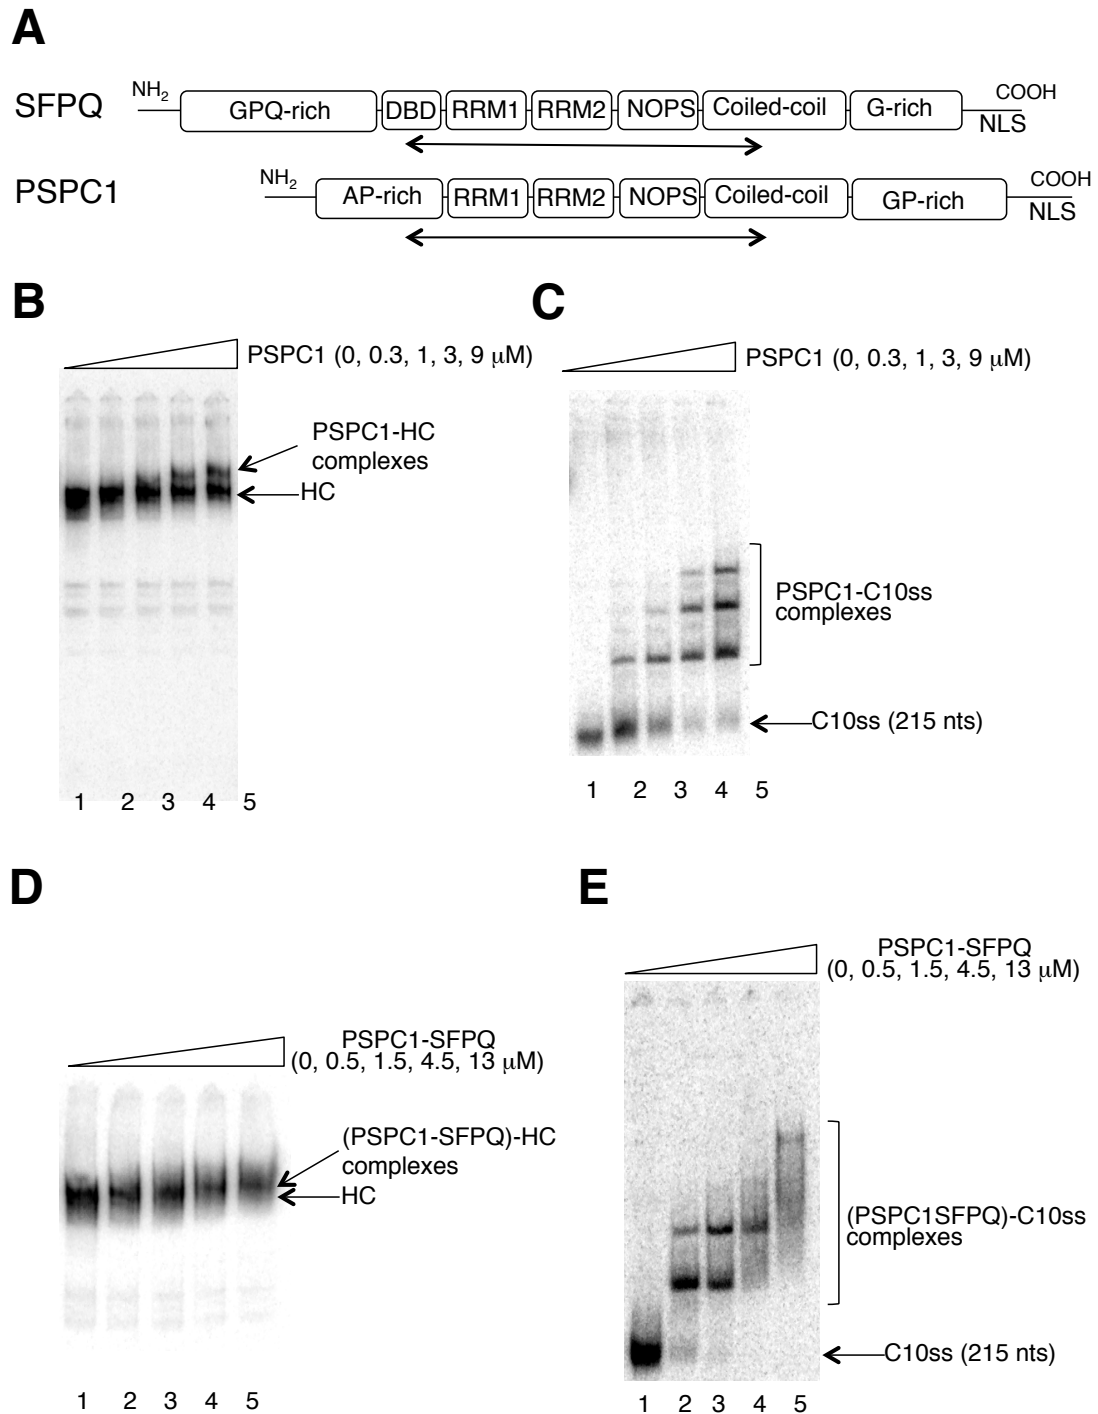 A
SFPQ
NH2
GPQ-rich
DBD
RRM1
RRM2
NOPS
Coiled-coil
G-rich
COOH
NLS
PSPC1
NH2
AP-rich
RRM1
RRM2
NOPS
Coiled-coil
GP-rich
COOH
NLS
B
PSPC1 (0, 0.3, 1, 3, 9 μM)
PSPC1-HC
complexes
HC
1 2 3 4 5
C
PSPC1 (0, 0.3, 1, 3, 9 μM)
PSPC1-C10ss
complexes
C10ss (215 nts)
1 2 3 4 5
D
PSPC1-SFPQ
(0, 0.5, 1.5, 4.5, 13 μM)
(PSPC1-SFPQ)-HC
complexes
HC
1 2 3 4 5
E
PSPC1-SFPQ
(0, 0.5, 1.5, 4.5, 13 μM)
(PSPC1SFPQ)-C10ss
complexes
C10ss (215 nts)
1 2 3 4 5